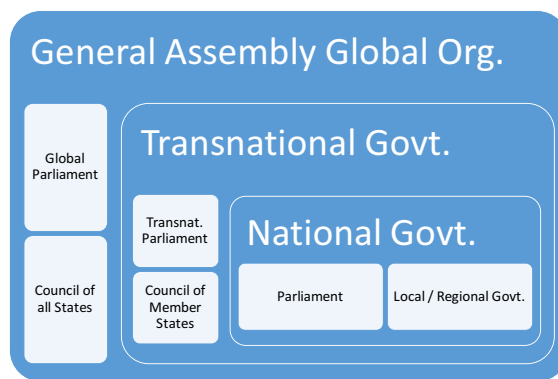 General Assembly Global Org.
Global
Parliament
Council of
all States
Transnational Govt.
Transnat.
Parliament
Council of
Member
States
National Govt.
Parliament
Local / Regional Govt.